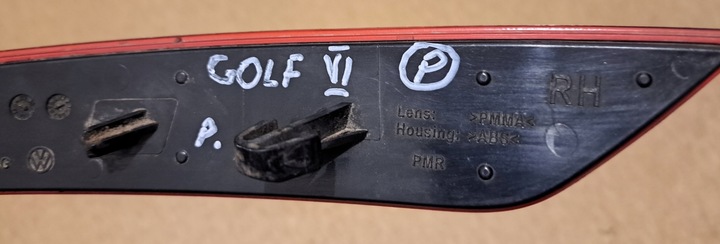 GOLF VI P
RH
P.
Lens: >PMMA<
Housing: >ABS<
PMR
G